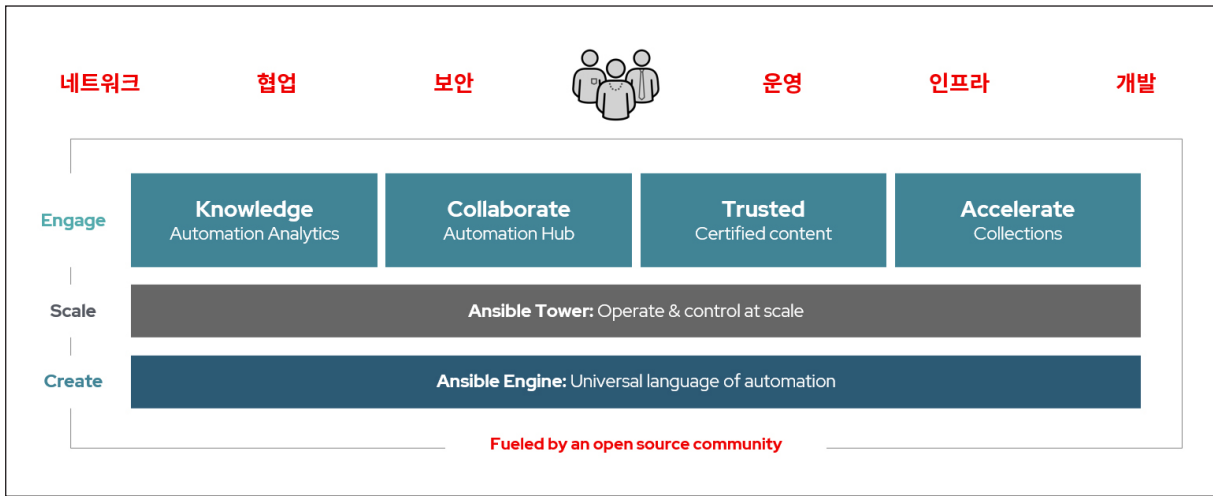 네트워크 협업 보안 운영 인프라 개발
Engage
Knowledge
Automation Analytics
Collaborate
Automation Hub
Trusted
Certified content
Accelerate
Collections
Scale
Ansible Tower: Operate & control at scale
Create
Ansible Engine: Universal language of automation
Fueled by an open source community